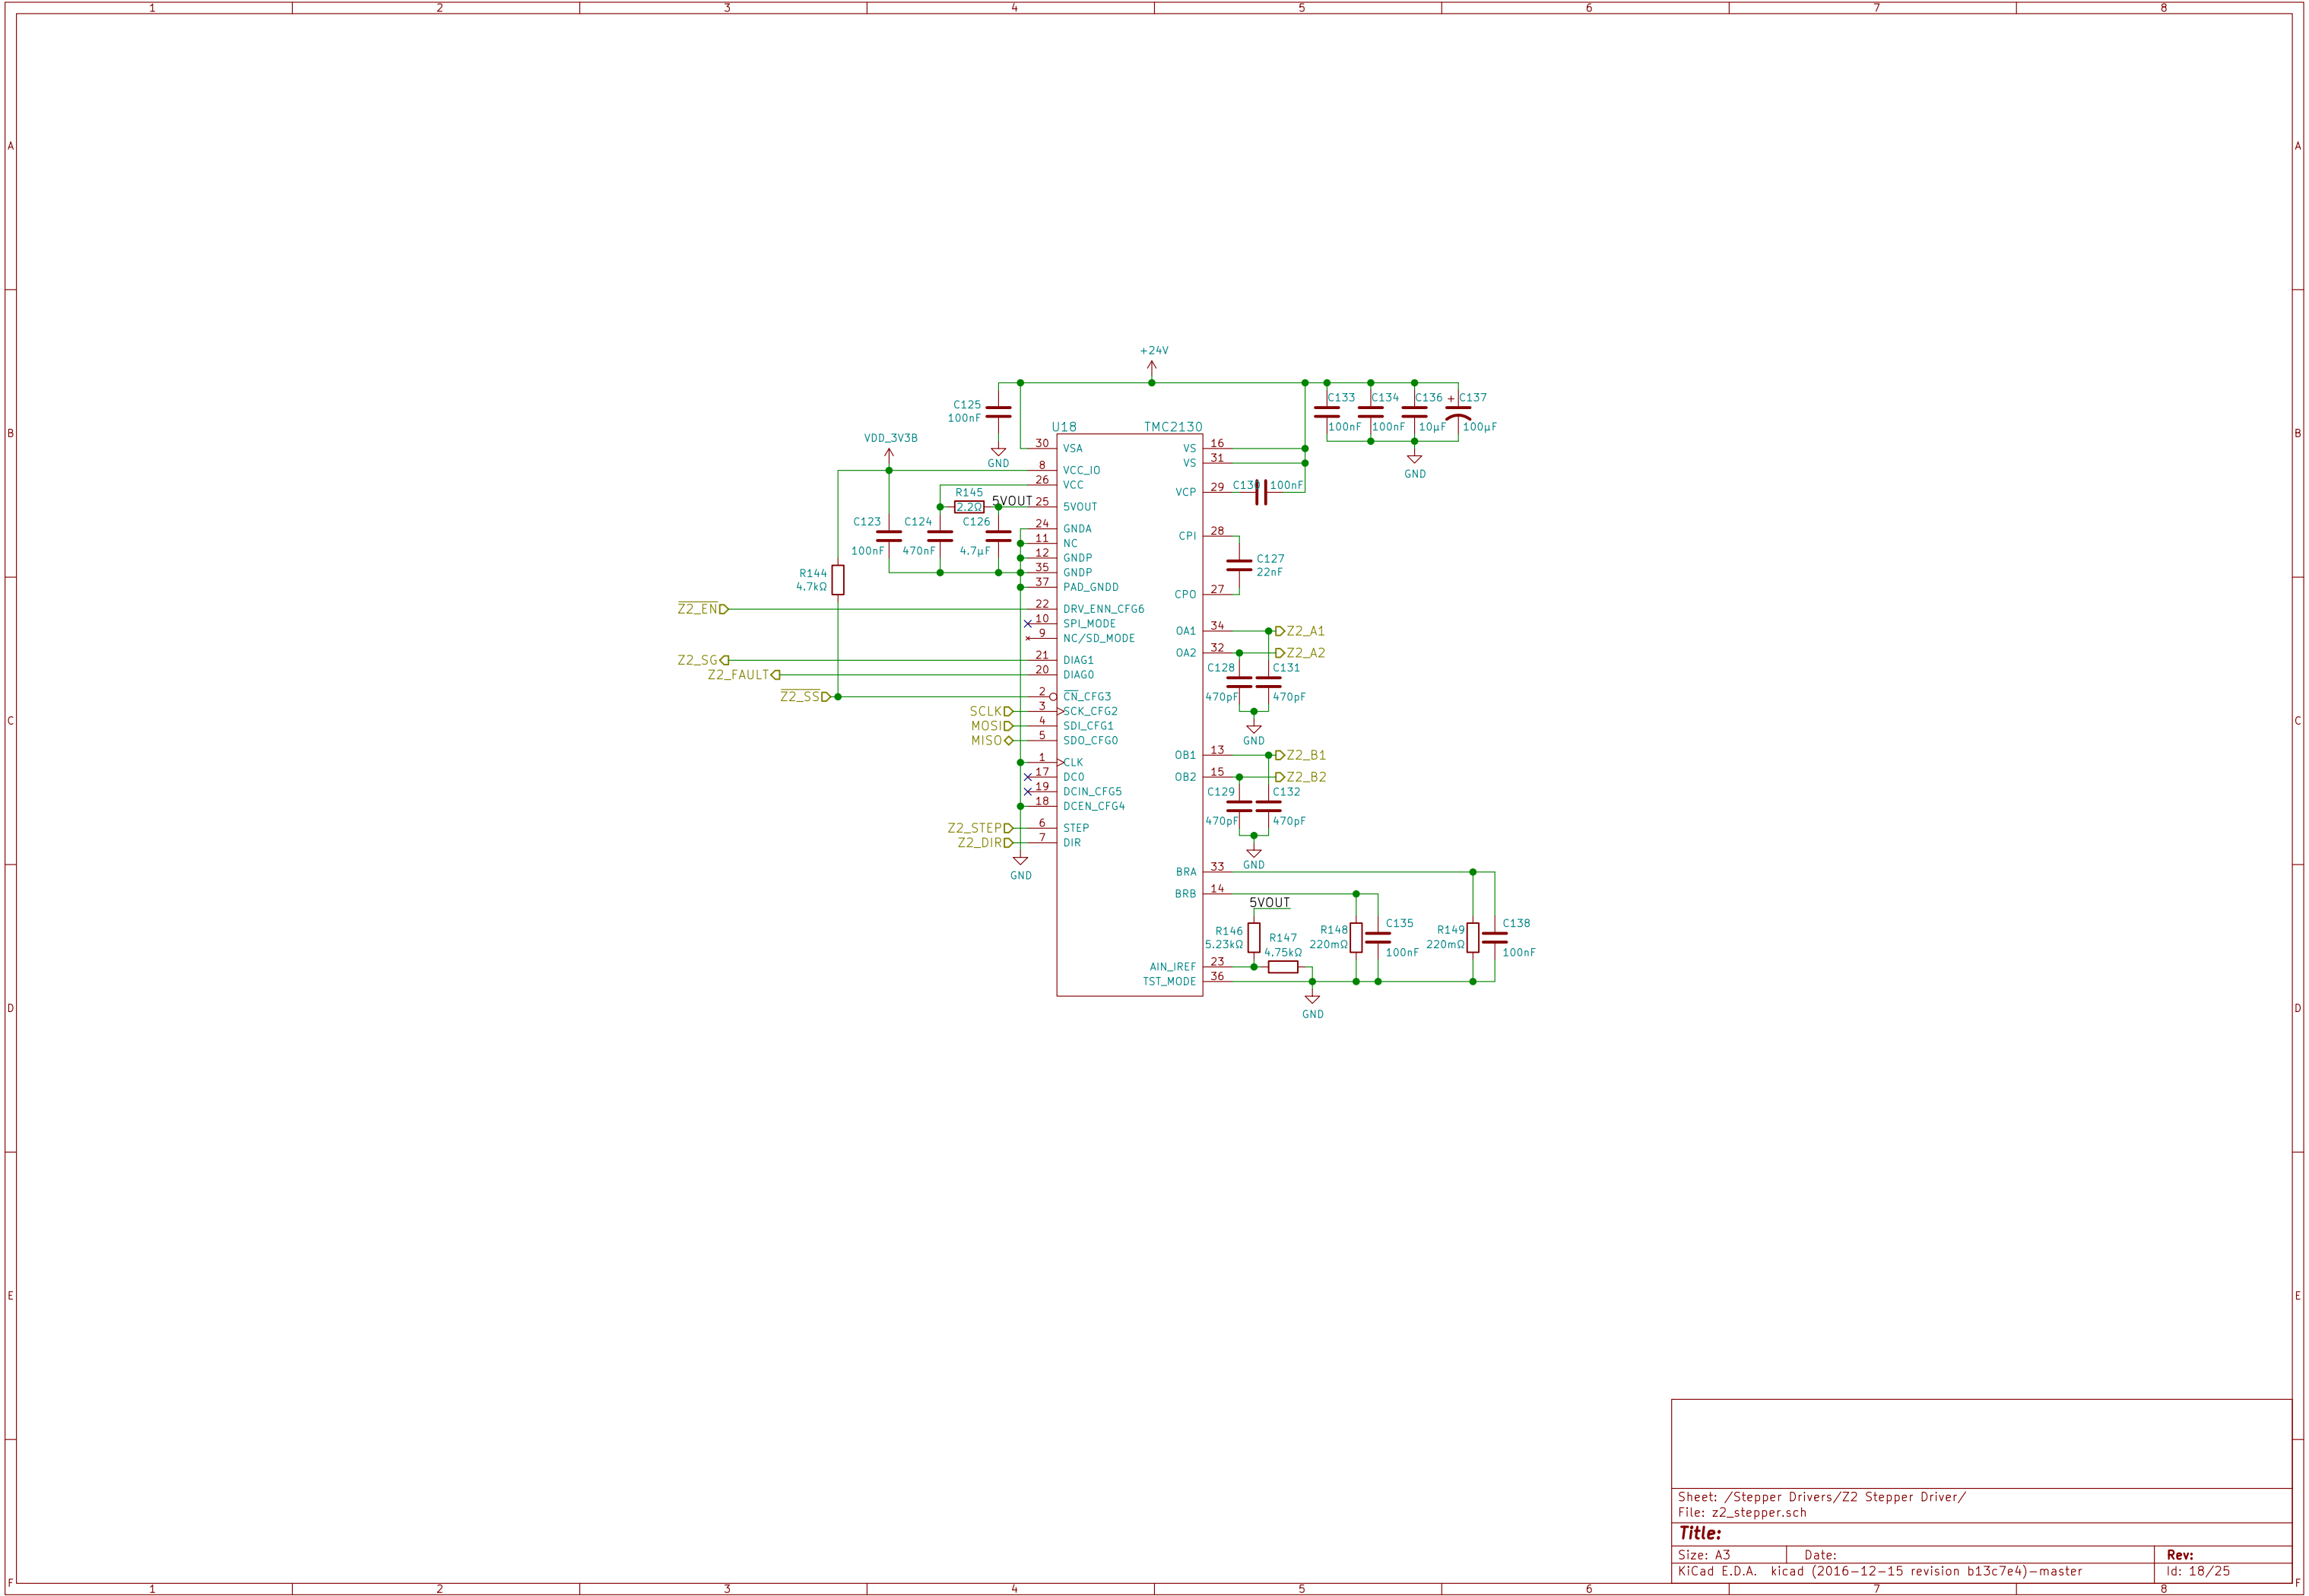 1 2 3 4 5 6 7 8
A A
B B
C C
D D
E E
F F
+24V
C125
100nF
GND
VDD_3V3B
U18 TMC2130
C133 C134 C136 + C137
100nF 100nF 10µF 100µF
GND
30 VSA
8 VCC_IO
26 VCC
25 5VOUT
24 GNDA
11 NC
12 GNDP
35 GNDP
37 PAD_GNDD
22 DRV_ENN_CFG6
10 SPI_MODE
9 NC/SD_MODE
21 DIAG1
20 DIAG0
2 CN_CFG3
3 SCK_CFG2
4 SDI_CFG1
5 SDO_CFG0
1 CLK
17 DC0
19 DCIN_CFG5
18 DCEN_CFG4
6 STEP
7 DIR
GND
R145
2.2Ω
5VOUT
C123 C124 C126
100nF 470nF 4.7µF
R144
4.7kΩ
Z2_EN
Z2_SG
Z2_FAULT
Z2_SS
SCLK
MOSI
MISO
Z2_STEP
Z2_DIR
VS 16
VS 31
VCP 29
C130 100nF
CPI 28
C127
22nF
CPO 27
OA1 34 Z2_A1
OA2 32 Z2_A2
C128 C131
470pF 470pF
GND
OB1 13 Z2_B1
OB2 15 Z2_B2
C129 C132
470pF 470pF
GND
BRA 33
BRB 14
5VOUT
R146
5.23kΩ
R147
4.75kΩ
R148
220mΩ
C135
100nF
R149
220mΩ
C138
100nF
AIN_IREF 23
TST_MODE 36
GND
Sheet: /Stepper Drivers/Z2 Stepper Driver/
File: z2_stepper.sch
Title:
Size: A3 Date: Rev:
KiCad E.D.A. kicad (2016-12-15 revision b13c7e4)-master Id: 18/25
1 2 3 4 5 6 7 8